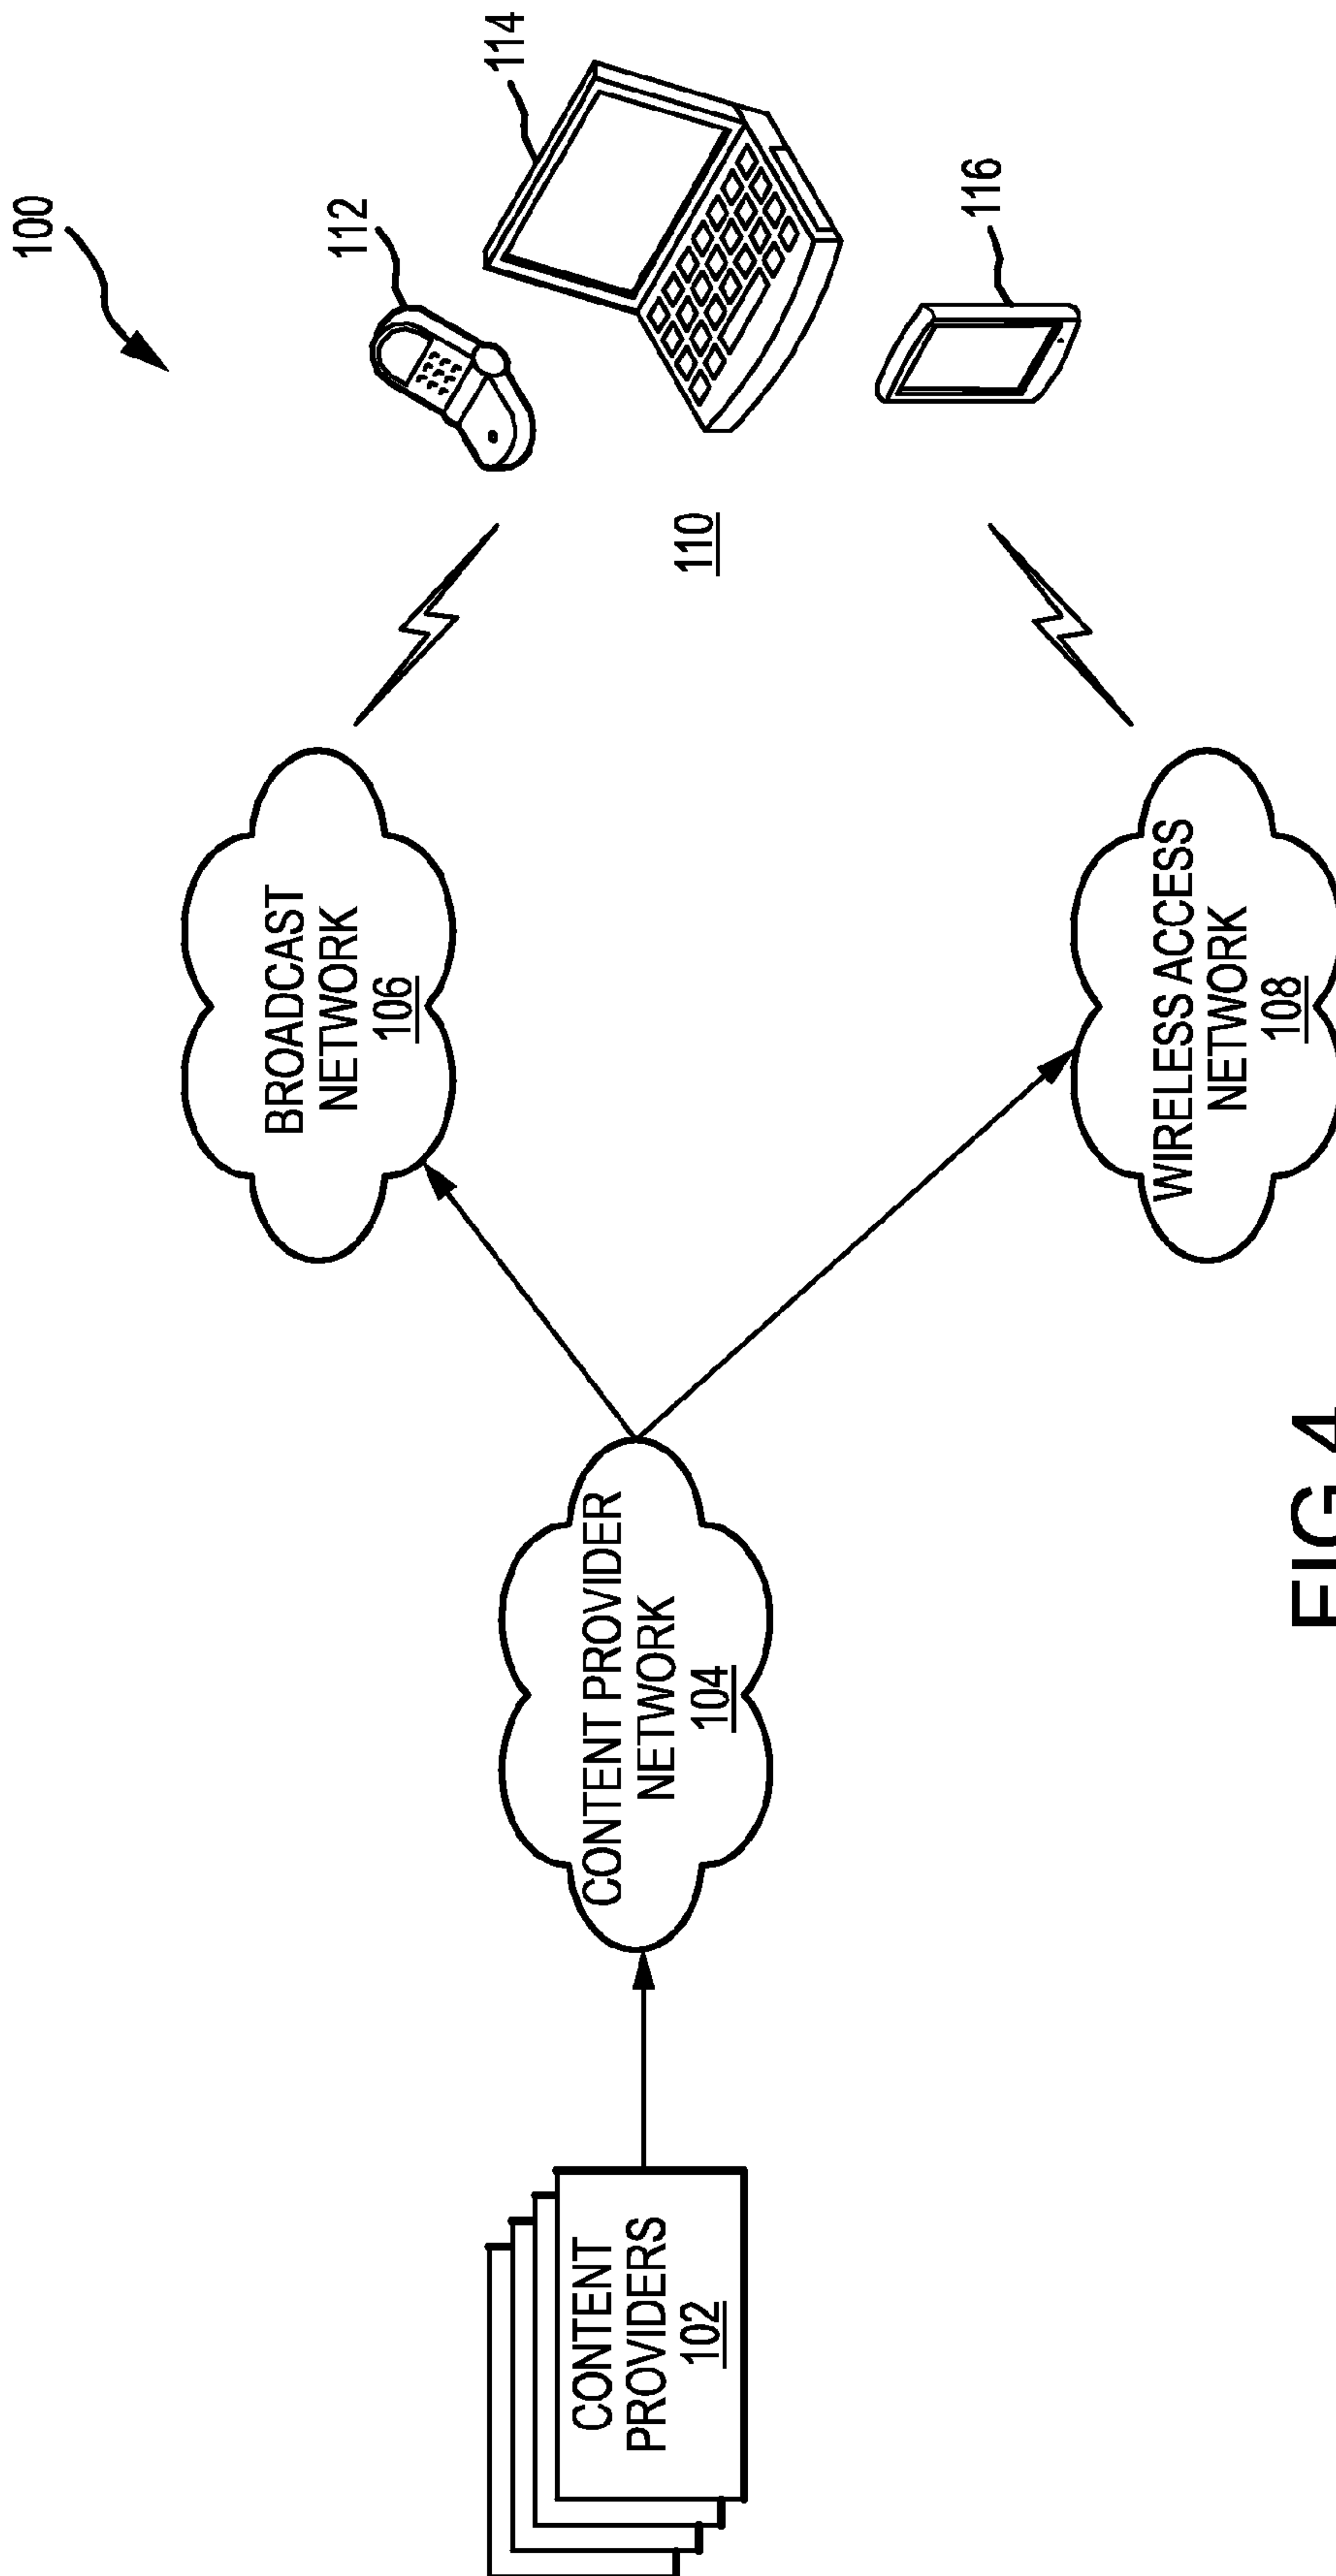 100
112
114
116
110
BROADCAST
NETWORK
106
WIRELESS ACCESS
NETWORK
108
CONTENT PROVIDER
NETWORK
104
CONTENT
PROVIDERS
102
FIG 4